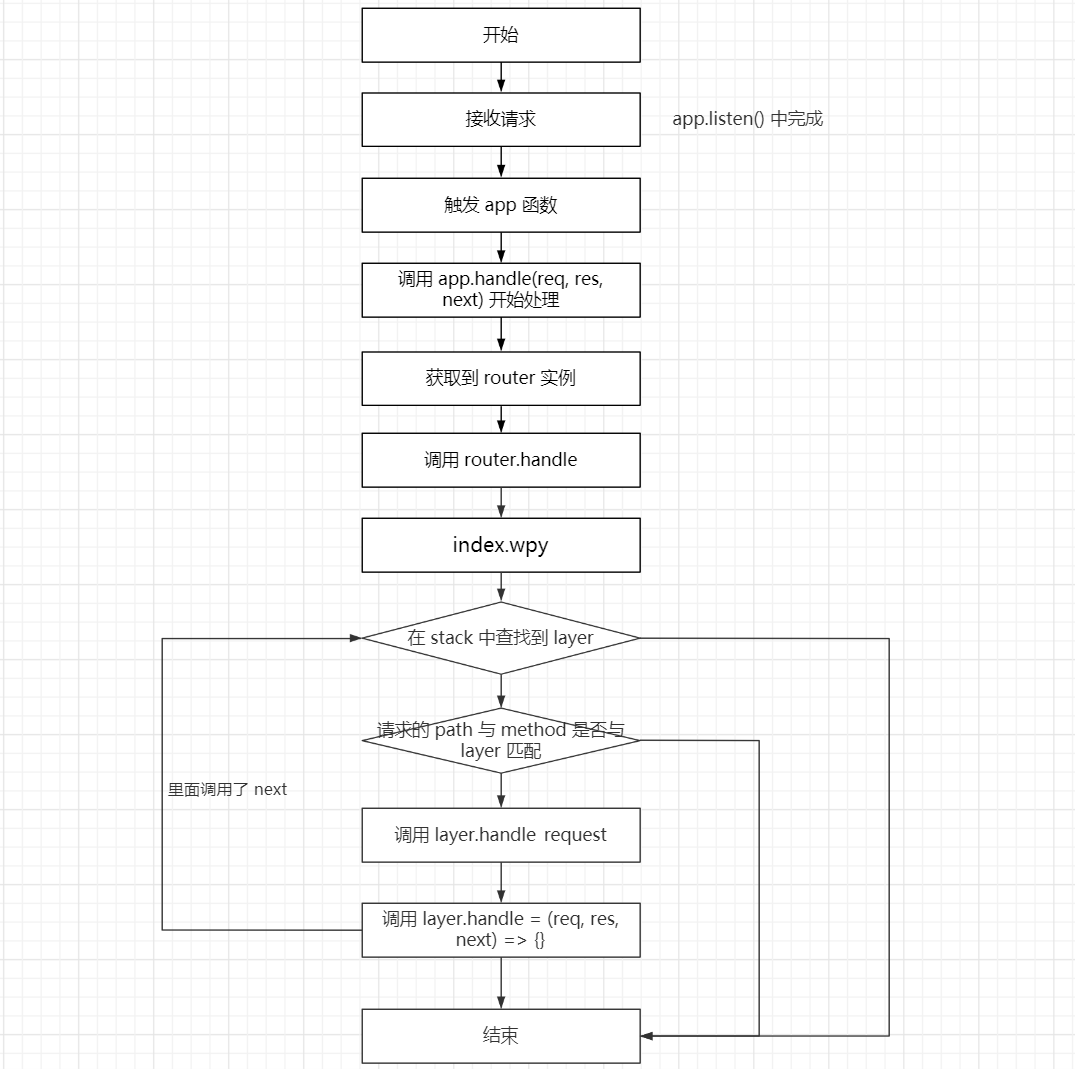 开始
接收请求
app.listen() 中完成
触发 app 函数
调用 app.handle(req, res,
next) 开始处理
获取到 router 实例
调用 router.handle
index.wpy
在 stack 中查找到 layer
请求的 path 与 method 是否与
layer 匹配
里面调用了 next
调用 layer.handle request
调用 layer.handle = (req, res,
next) => {}
结束